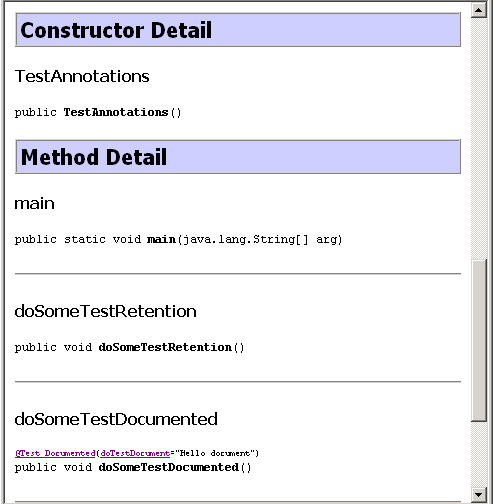 Constructor Detail
TestAnnotations
public TestAnnotations()
Method Detail
main
public static void main(java.lang.String[] arg)
doSomeTestRetention
public void doSomeTestRetention()
doSomeTestDocumented
@Test_Documented(doTestDocument="Hello document")
public void doSomeTestDocumented()